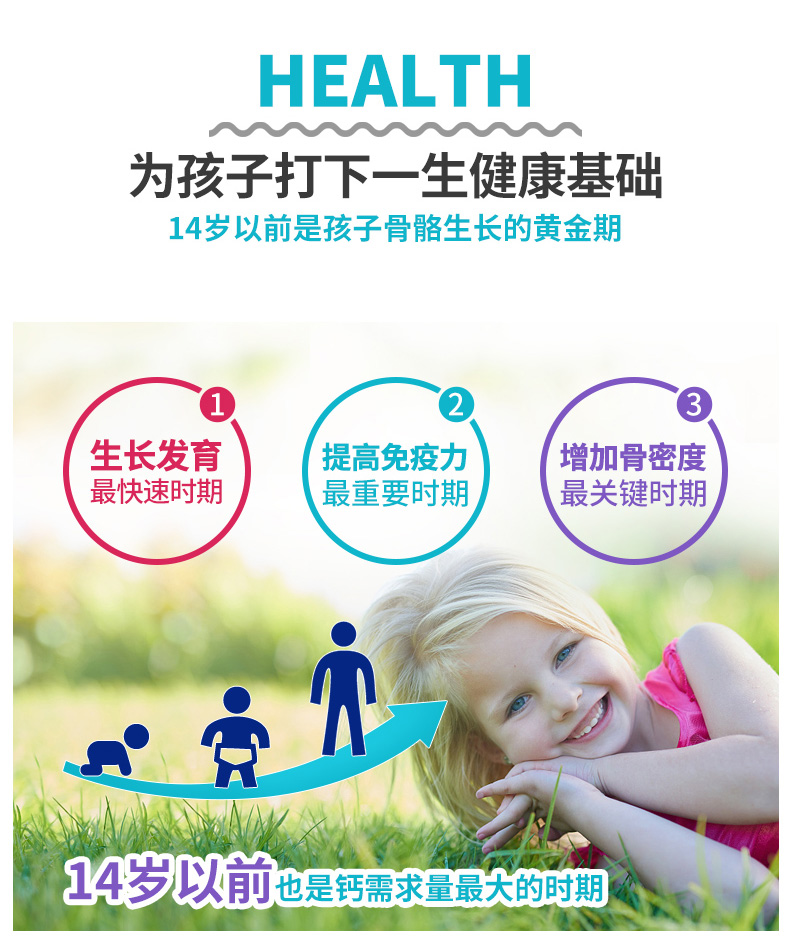 HEALTH
为孩子打下一生健康基础
14岁以前是孩子骨骼生长的黄金期
1
生长发育
最快速时期
2
提高免疫力
最重要时期
3
增加骨密度
最关键时期
14岁以前也是钙需求量最大的时期